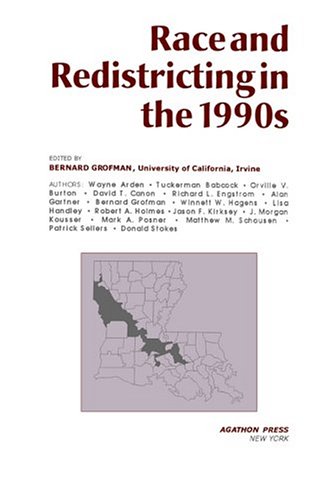 Race and
Redistricting in
the 1990s
EDITED BY
BERNARD GROFMAN, University of California, Irvine
AUTHORS: Wayne Arden • Tuckerman Babcock • Orville V.
Burton • David T. Canon • Richard L. Engstrom • Alan
Gartner • Bernard Grofman • Winnett W. Hagens • Lisa
Handley • Robert A. Holmes • Jason F. Kirksey • J. Morgan
Kousser • Mark A. Posner • Matthew M. Schousen •
Patrick Sellers • Donald Stokes
AGATHON PRESS
NEW YORK